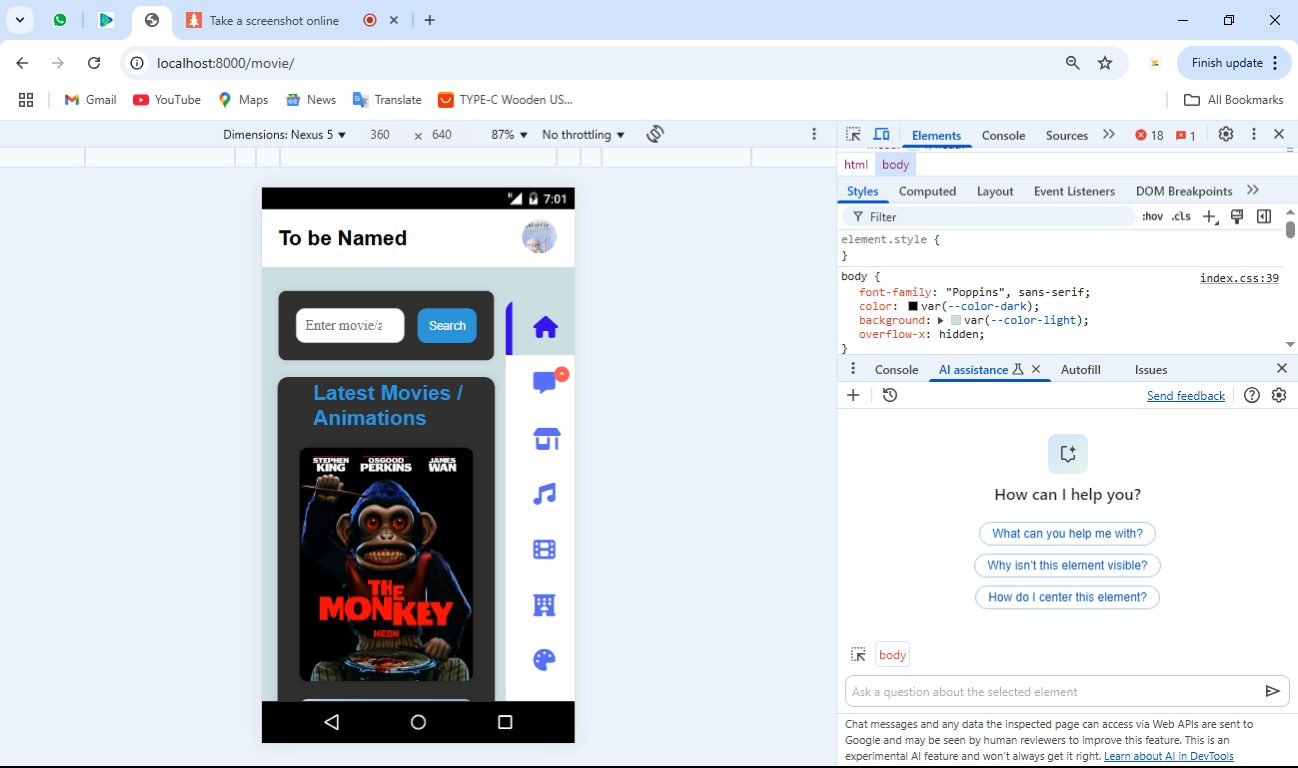 Take a screenshot online
localhost:8000/movie/
Finish update
Gmail
YouTube
Maps
News
Translate
TYPE-C Wooden US...
All Bookmarks
Dimensions: Nexus 5
360 × 640
87%
No throttling
Elements
Console
Sources
18
1
html
body
Styles
Computed
Layout
Event Listeners
DOM Breakpoints
Filter
:hov
.cls
element.style {
}
body {
index.css:39
font-family: "Poppins", sans-serif;
color: var(--color-dark);
background: var(--color-light);
overflow-x: hidden;
}
Console
AI assistance
Autofill
Issues
Send feedback
How can I help you?
What can you help me with?
Why isn't this element visible?
How do I center this element?
body
Ask a question about the selected element
Chat messages and any data the inspected page can access via Web APIs are sent to
Google and may be seen by human reviewers to improve this feature. This is an
experimental AI feature and won't always get it right. Learn about AI in DevTools
7:01
To be Named
Enter movie/a
Search
Latest Movies /
Animations
STEPHEN KING
OSGOOD PERKINS
JAMES WAN
THE
MONKEY
NEON